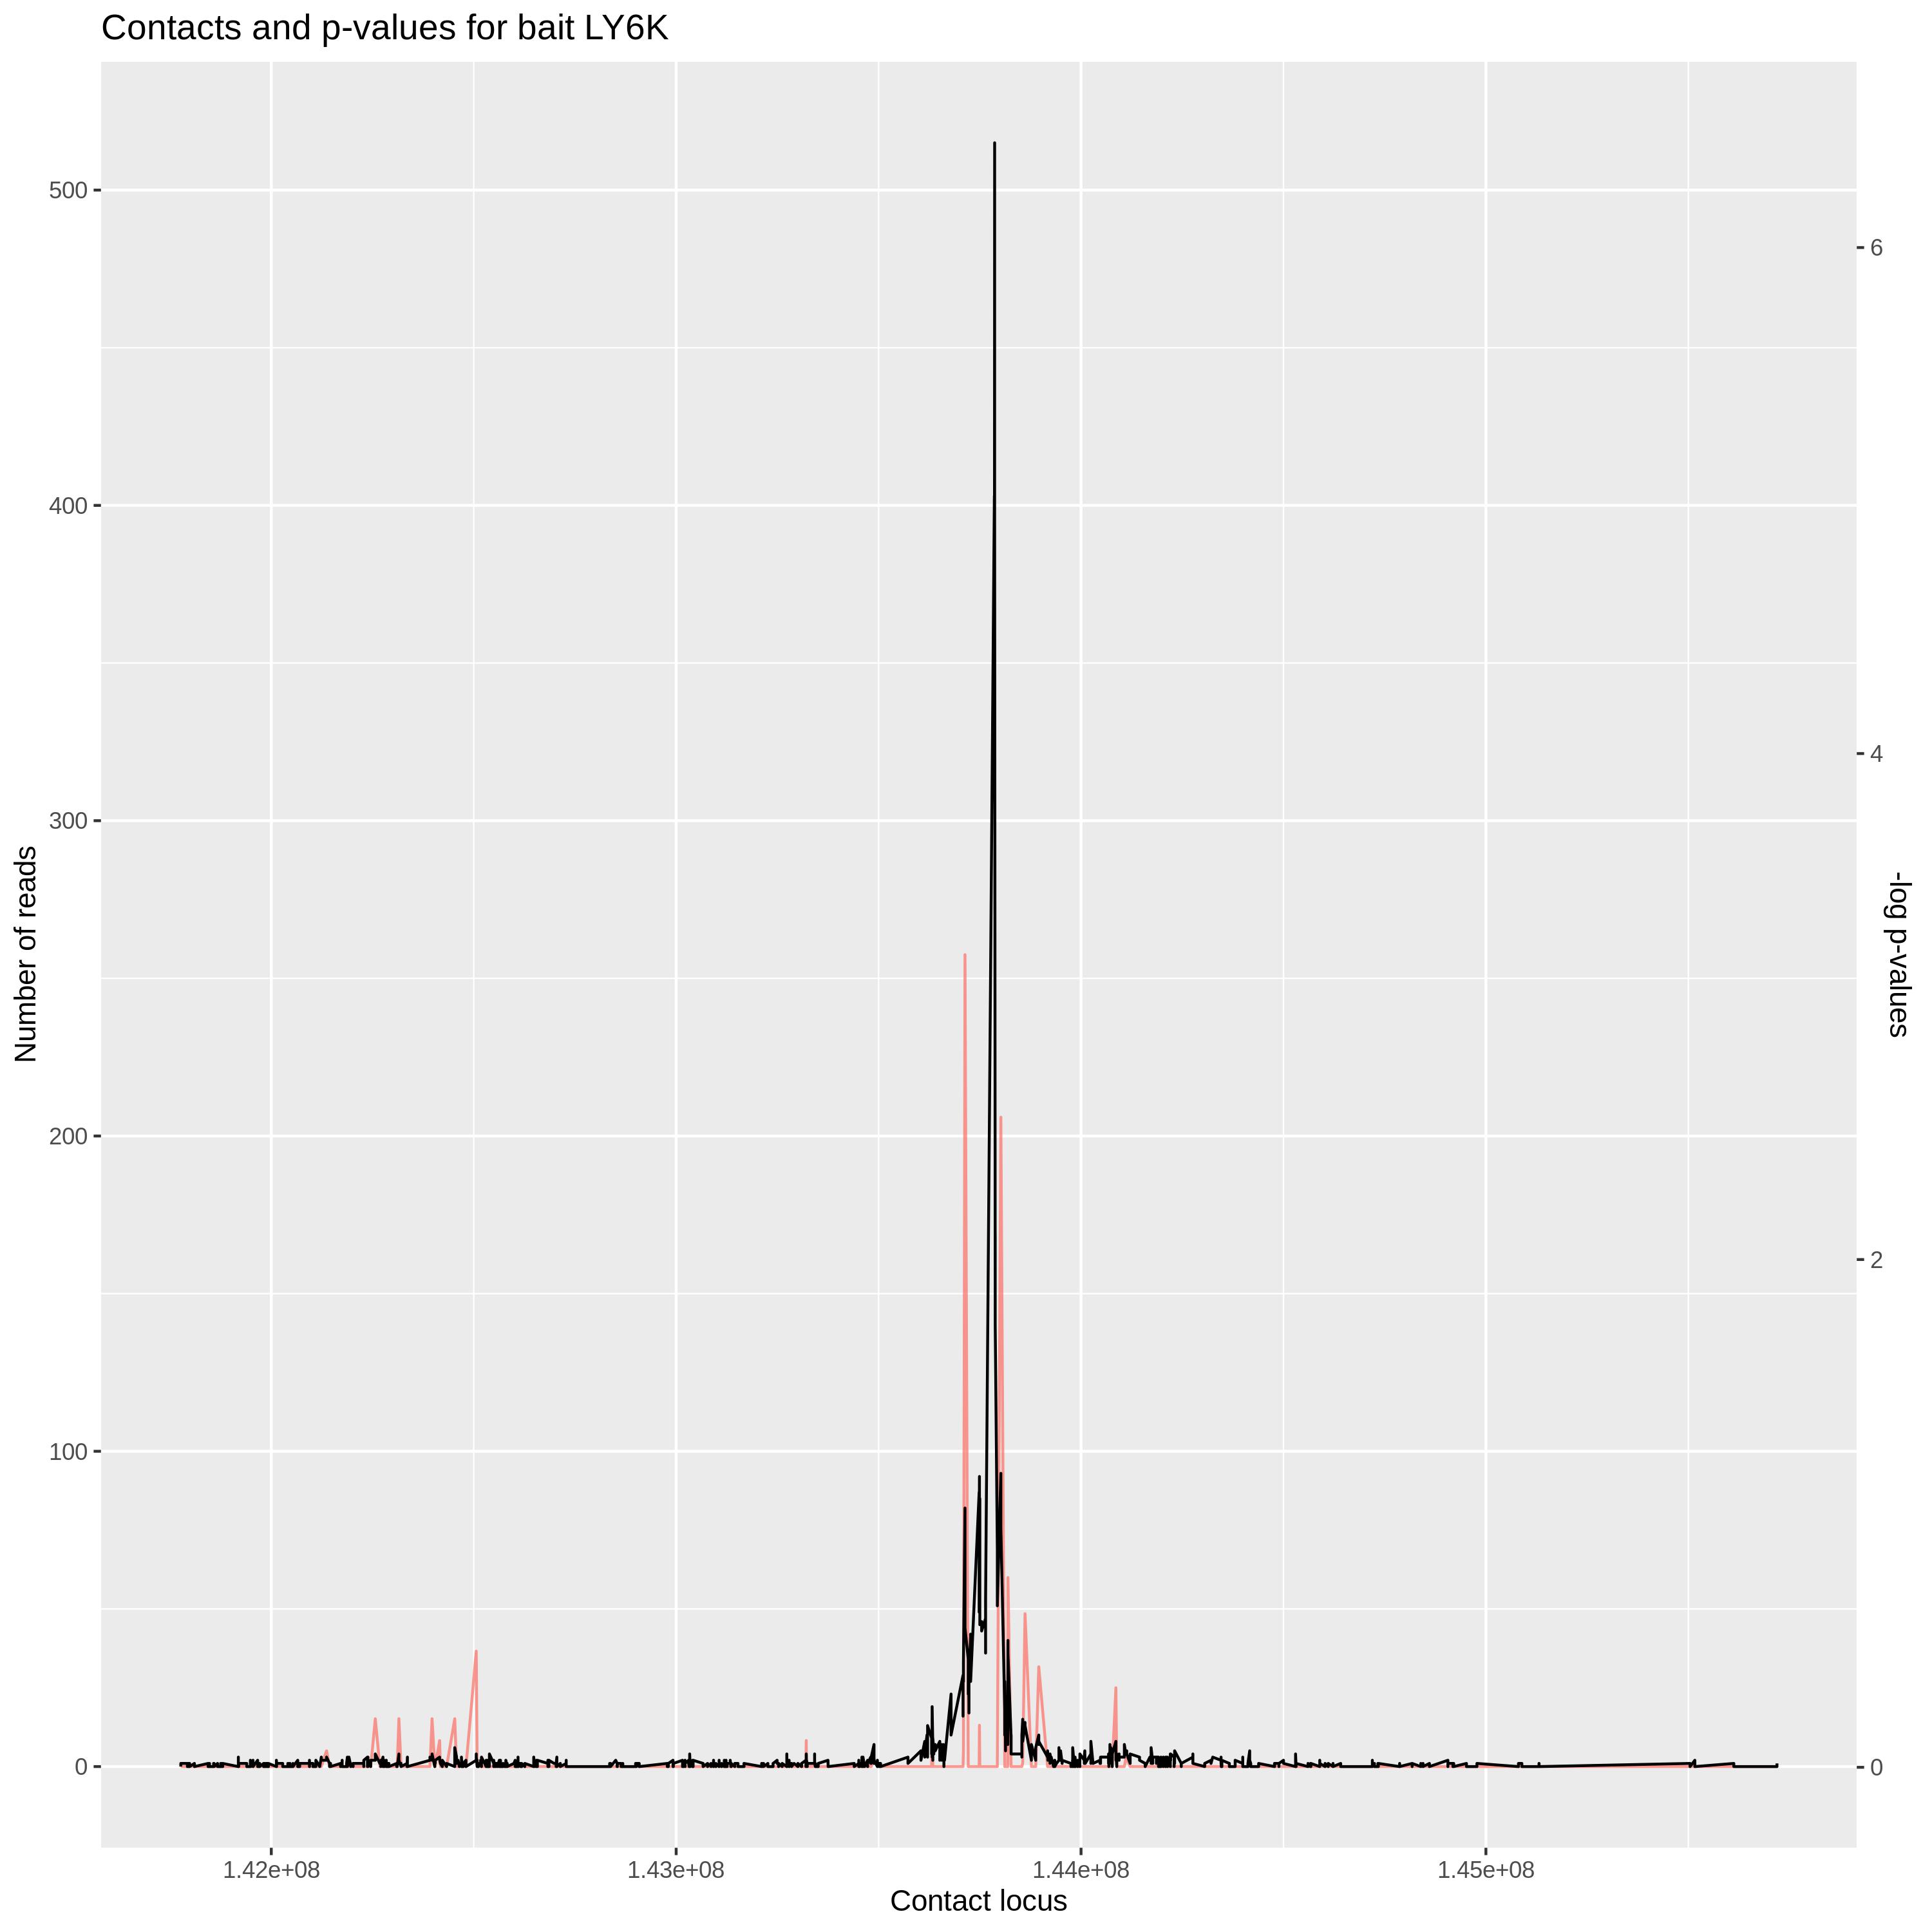 Contacts and p-values for bait LY6K
500
400
300
200
100
0
Number of reads
6
4
2
0
-log p-values
1.42e+08
1.43e+08
1.44e+08
1.45e+08
Contact locus